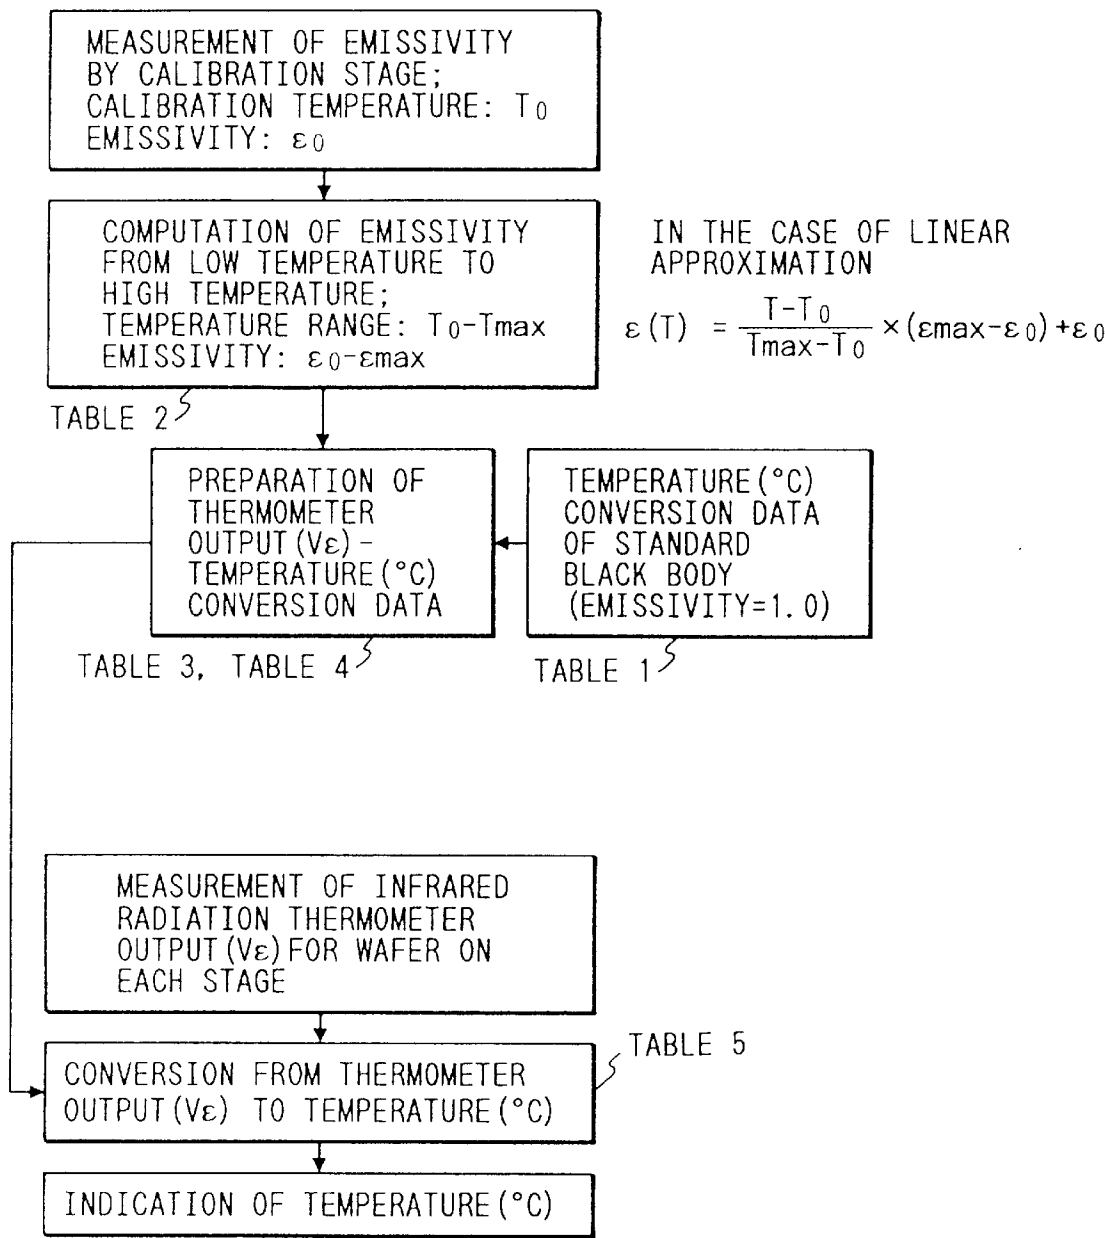 MEASUREMENT OF EMISSIVITY
BY CALIBRATION STAGE;
CALIBRATION TEMPERATURE: T0
EMISSIVITY: ε0
COMPUTATION OF EMISSIVITY
FROM LOW TEMPERATURE TO
HIGH TEMPERATURE;
TEMPERATURE RANGE: T0-Tmax
EMISSIVITY: ε0-εmax
IN THE CASE OF LINEAR
APPROXIMATION
ε(T) = (T-T0)/(Tmax-T0) × (εmax-ε0)+ε0
TABLE 2
PREPARATION OF
THERMOMETER
OUTPUT(Vε)-
TEMPERATURE(°C)
CONVERSION DATA
TEMPERATURE(°C)
CONVERSION DATA
OF STANDARD
BLACK BODY
(EMISSIVITY=1.0)
TABLE 3, TABLE 4
TABLE 1
MEASUREMENT OF INFRARED
RADIATION THERMOMETER
OUTPUT(Vε)FOR WAFER ON
EACH STAGE
TABLE 5
CONVERSION FROM THERMOMETER
OUTPUT(Vε) TO TEMPERATURE(°C)
INDICATION OF TEMPERATURE(°C)